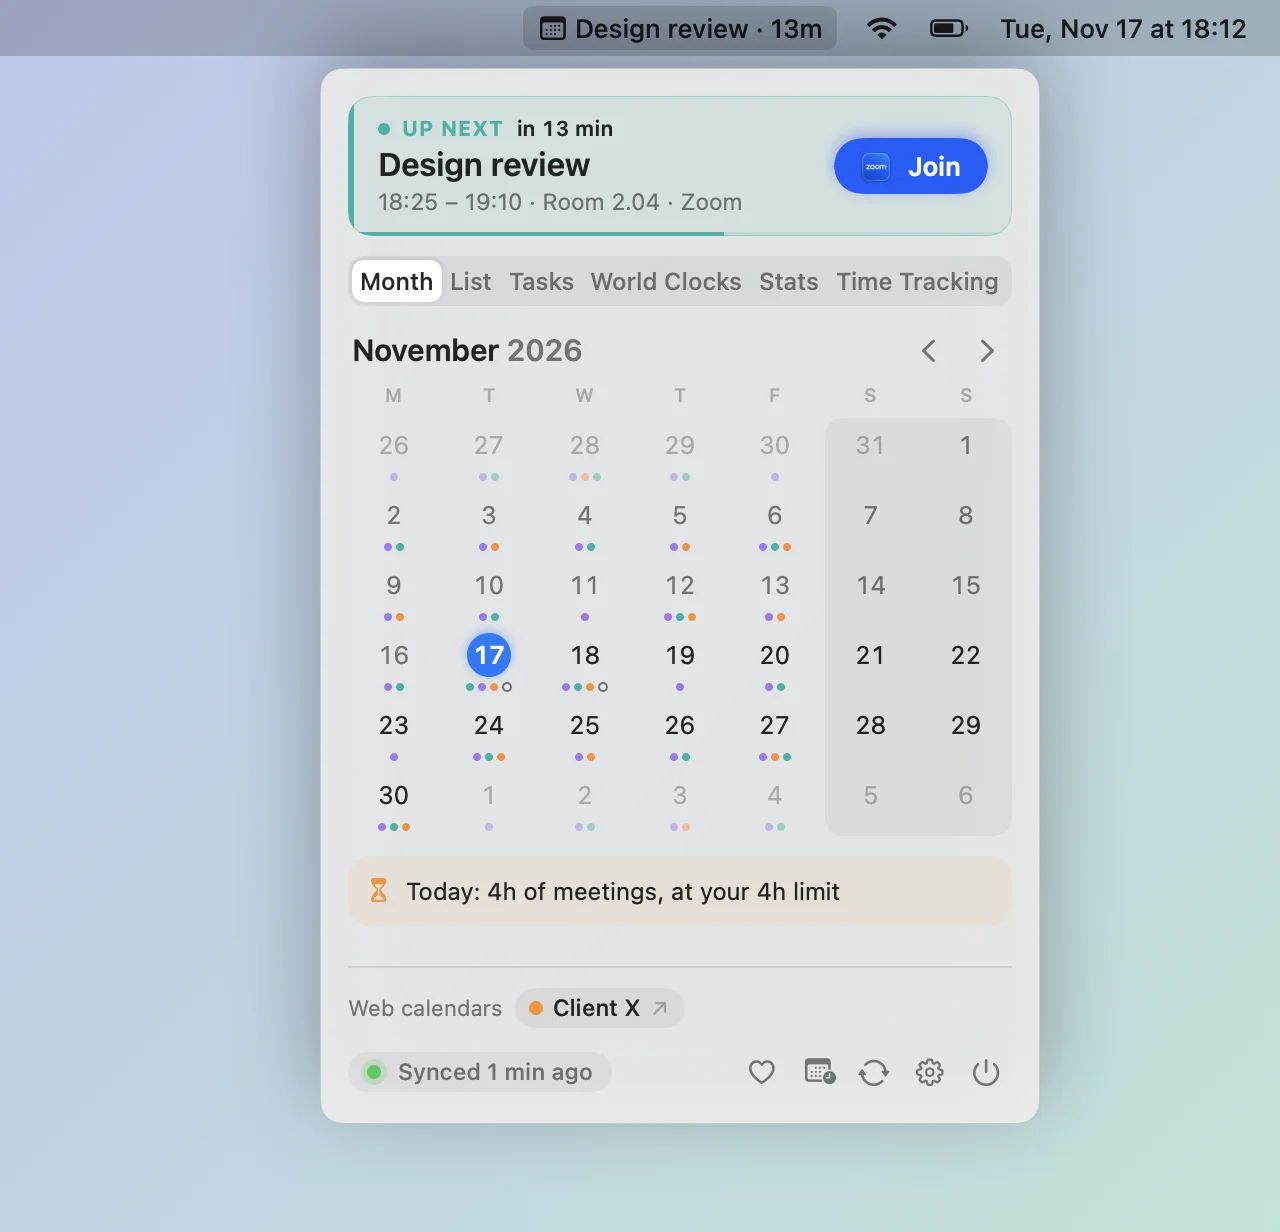 Design review · 13m
Tue, Nov 17 at 18:12
UP NEXT in 13 min
Design review
18:25 – 19:10 · Room 2.04 · Zoom
zoom
Join
Month List Tasks World Clocks Stats Time Tracking
November 2026
M T W T F S S
26 27 28 29 30 31 1
2 3 4 5 6 7 8
9 10 11 12 13 14 15
16 17 18 19 20 21 22
23 24 25 26 27 28 29
30 1 2 3 4 5 6
Today: 4h of meetings, at your 4h limit
Web calendars Client X
Synced 1 min ago